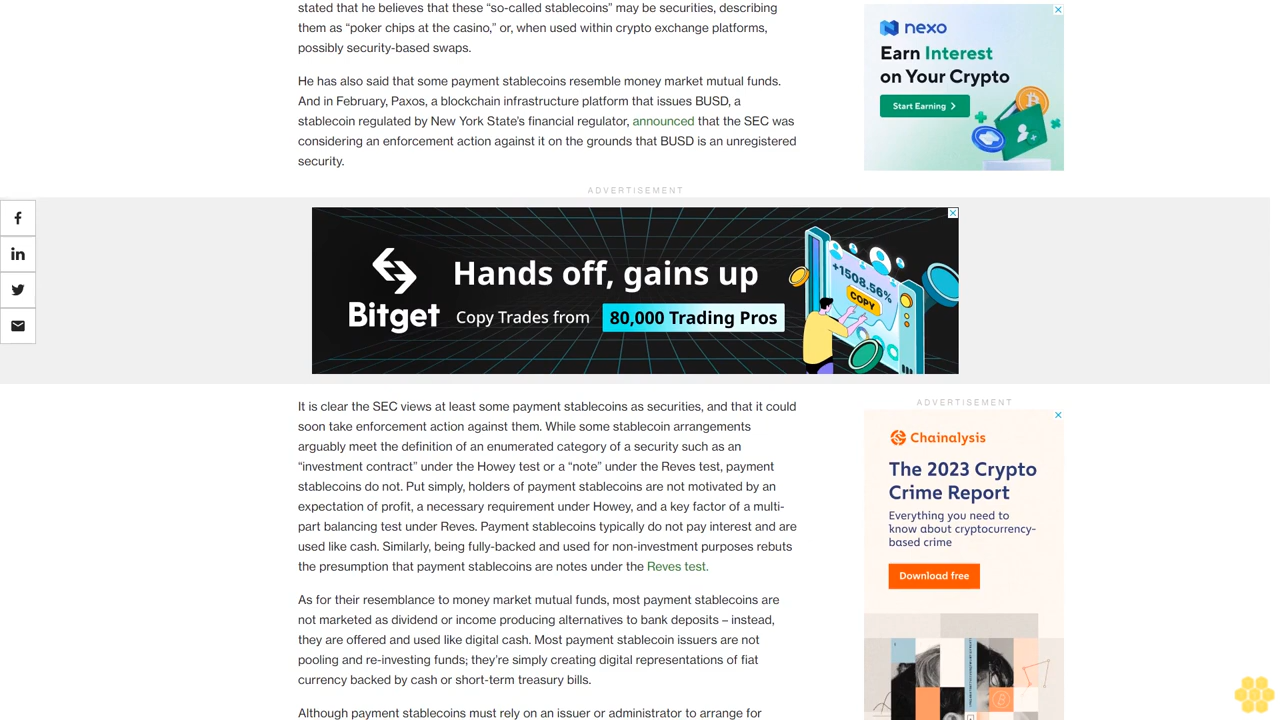 stated that he believes that these “so-called stablecoins” may be securities, describing
them as “poker chips at the casino,” or, when used within crypto exchange platforms,
possibly security-based swaps.
He has also said that some payment stablecoins resemble money market mutual funds.
And in February, Paxos, a blockchain infrastructure platform that issues BUSD, a
stablecoin regulated by New York State’s financial regulator, announced that the SEC was
considering an enforcement action against it on the grounds that BUSD is an unregistered
security.
nexo
Earn Interest
on Your Crypto
Start Earning
ADVERTISEMENT
Bitget
Hands off, gains up
Copy Trades from 80,000 Trading Pros
+1508.56%
COPY
It is clear the SEC views at least some payment stablecoins as securities, and that it could
soon take enforcement action against them. While some stablecoin arrangements
arguably meet the definition of an enumerated category of a security such as an
“investment contract” under the Howey test or a “note” under the Reves test, payment
stablecoins do not. Put simply, holders of payment stablecoins are not motivated by an
expectation of profit, a necessary requirement under Howey, and a key factor of a multi-
part balancing test under Reves. Payment stablecoins typically do not pay interest and are
used like cash. Similarly, being fully-backed and used for non-investment purposes rebuts
the presumption that payment stablecoins are notes under the Reves test.
As for their resemblance to money market mutual funds, most payment stablecoins are
not marketed as dividend or income producing alternatives to bank deposits – instead,
they are offered and used like digital cash. Most payment stablecoin issuers are not
pooling and re-investing funds; they’re simply creating digital representations of fiat
currency backed by cash or short-term treasury bills.
Although payment stablecoins must rely on an issuer or administrator to arrange for
ADVERTISEMENT
Chainalysis
The 2023 Crypto
Crime Report
Everything you need to
know about cryptocurrency-
based crime
Download free